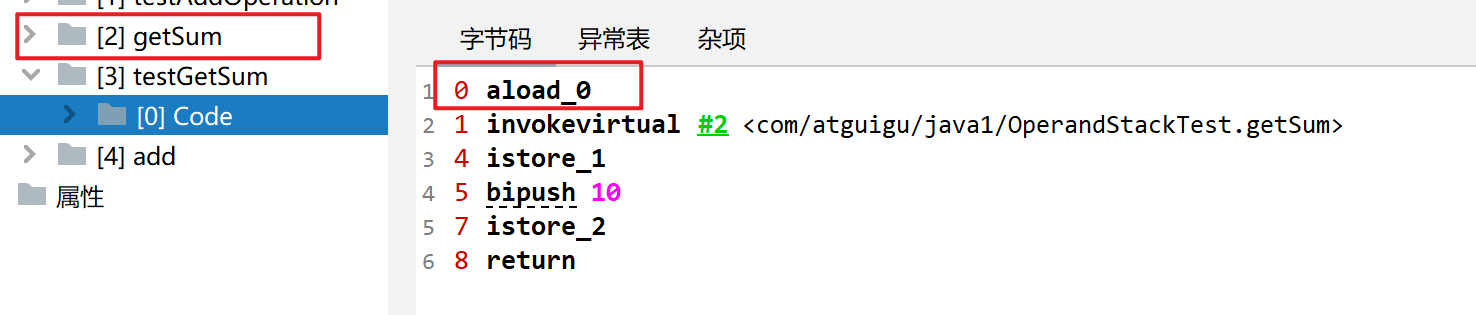 [1] testAddOperation
[2] getSum
[3] testGetSum
[0] Code
[4] add
属性
字节码 异常表 杂项
1 0 aload_0
2 1 invokevirtual #2 <com/atguigu/java1/OperandStackTest.getSum>
3 4 istore_1
4 5 bipush 10
5 7 istore_2
6 8 return